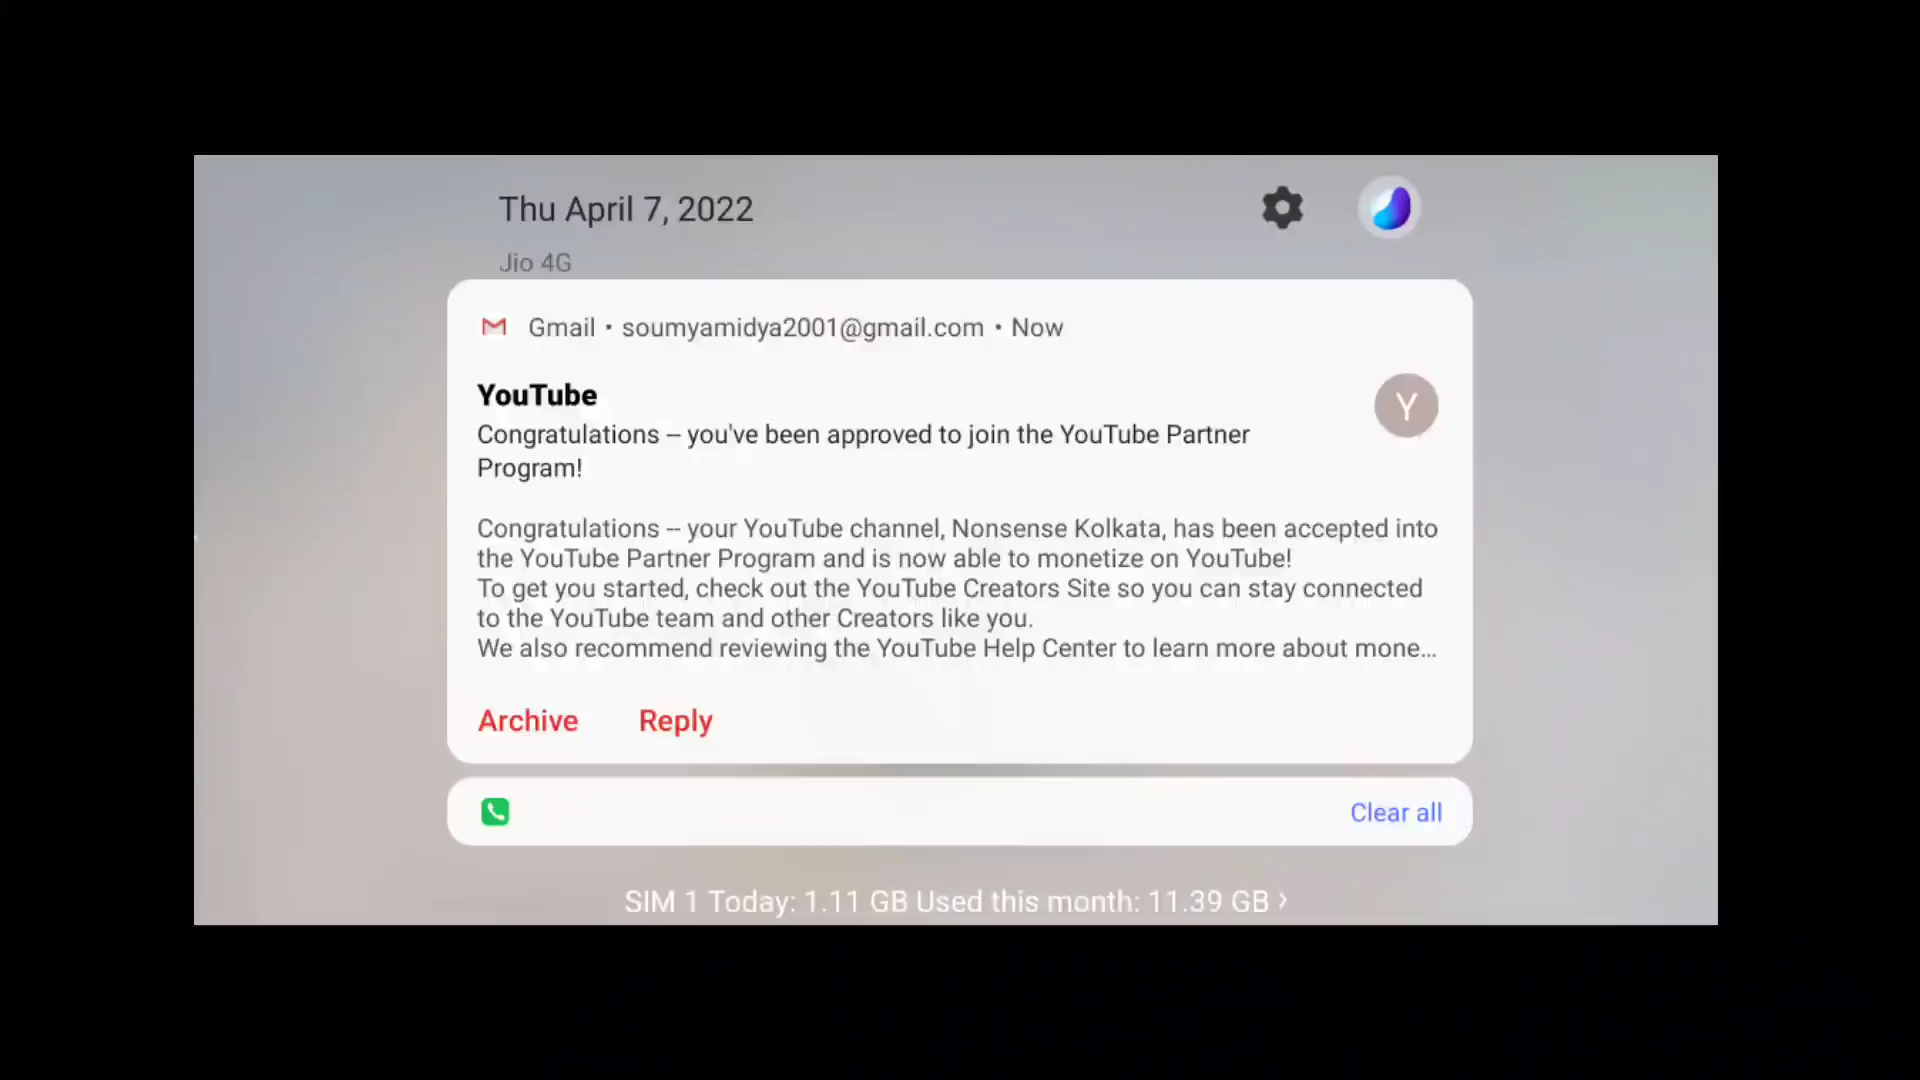 Thu April 7, 2022
Jio 4G
Gmail • soumyamidya2001@gmail.com • Now
YouTube
Y
Congratulations – you've been approved to join the YouTube Partner
Program!
Congratulations – your YouTube channel, Nonsense Kolkata, has been accepted into
the YouTube Partner Program and is now able to monetize on YouTube!
To get you started, check out the YouTube Creators Site so you can stay connected
to the YouTube team and other Creators like you.
We also recommend reviewing the YouTube Help Center to learn more about mone...
Archive Reply
Clear all
SIM 1 Today: 1.11 GB Used this month: 11.39 GB ›